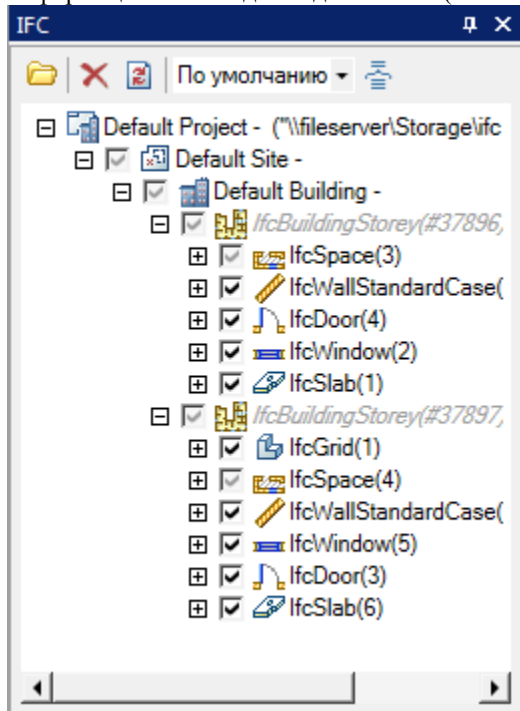 IFC
По умолчанию
Default Project - ("\\fileserver\Storage\ifc
Default Site -
Default Building -
IfcBuildingStorey(#37896,
IfcSpace(3)
IfcWallStandardCase(
IfcDoor(4)
IfcWindow(2)
IfcSlab(1)
IfcBuildingStorey(#37897,
IfcGrid(1)
IfcSpace(4)
IfcWallStandardCase(
IfcWindow(5)
IfcDoor(3)
IfcSlab(6)